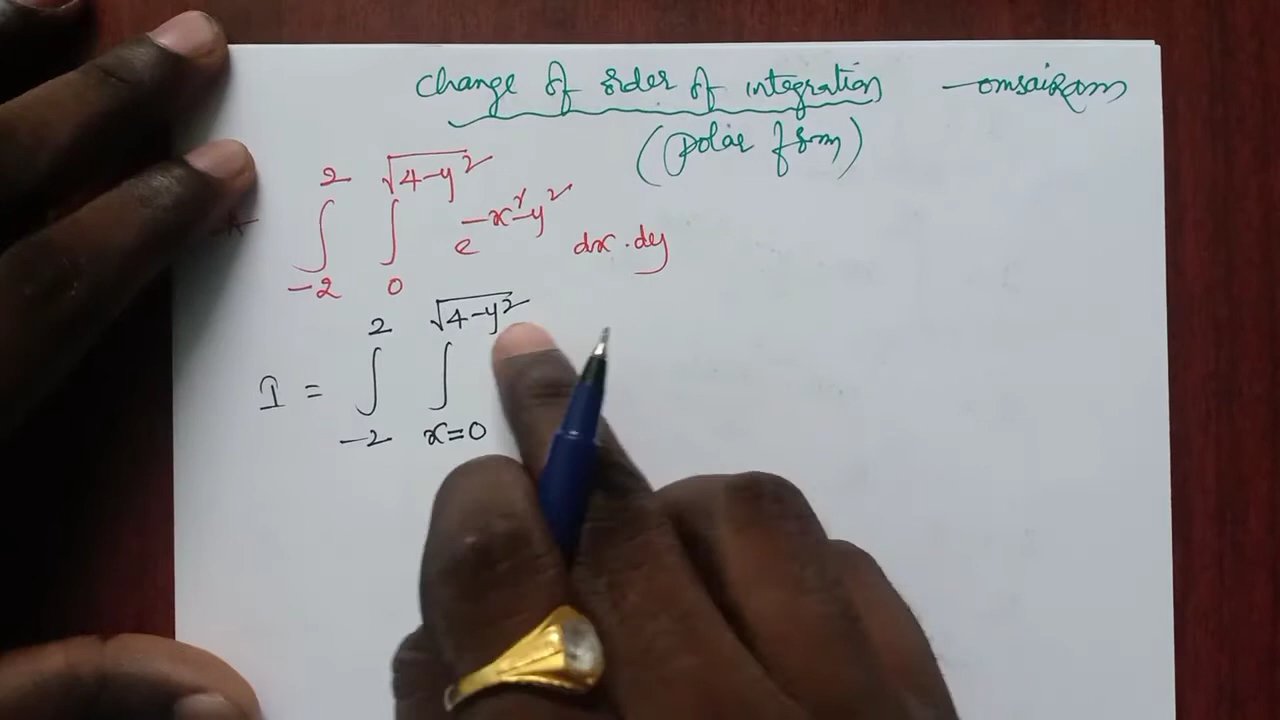 change of order of integration — omsairam
(polar form)
∫_{-2}^{2} ∫_{0}^{√4-y²} e^{-x²-y²} dx.dy
I = ∫_{-2}^{2} ∫_{x=0}^{√4-y²}